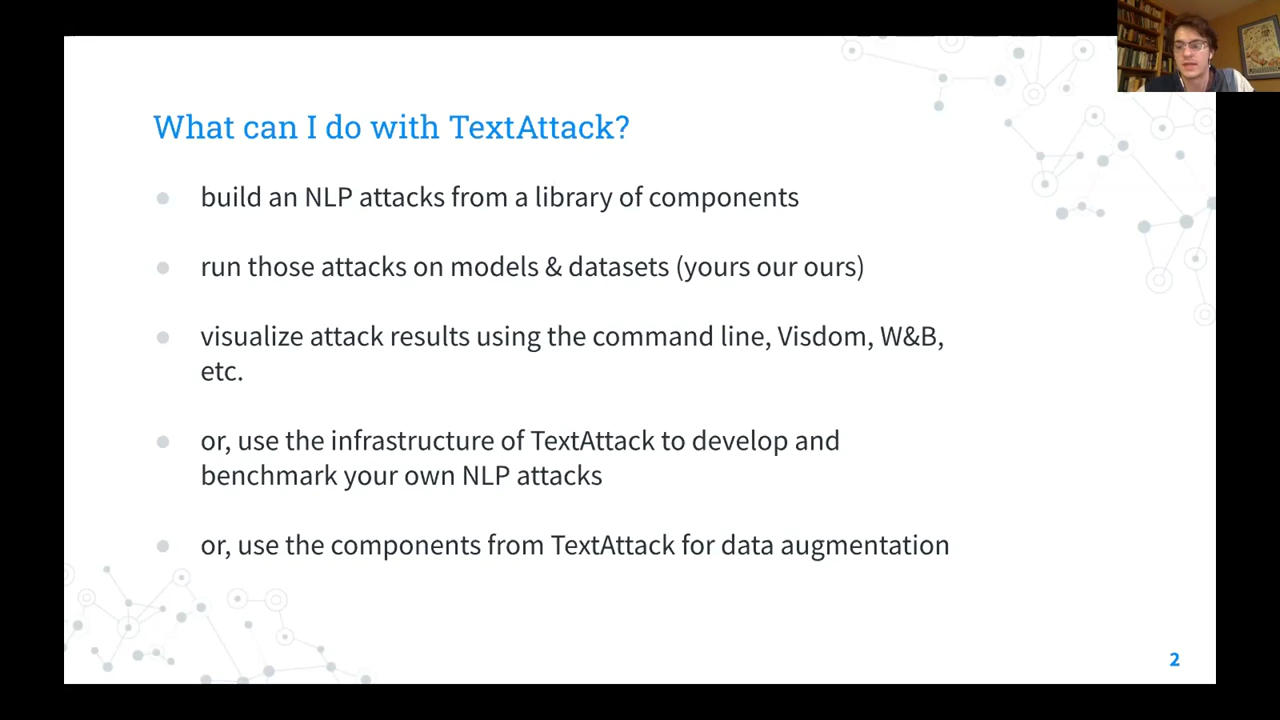 What can I do with TextAttack?
build an NLP attacks from a library of components
run those attacks on models & datasets (yours our ours)
visualize attack results using the command line, Visdom, W&B,
etc.
or, use the infrastructure of TextAttack to develop and
benchmark your own NLP attacks
or, use the components from TextAttack for data augmentation
2